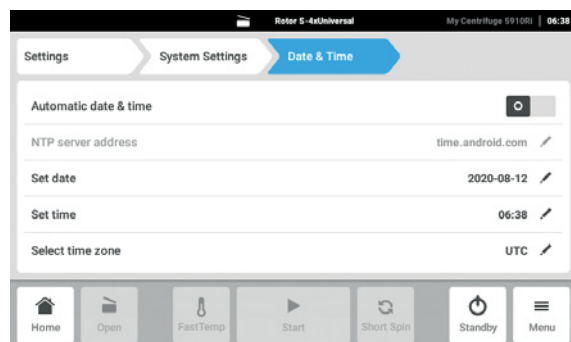 Rotor S-4xUniversal My Centrifuge 5910Ri 06:38
Settings System Settings Date & Time
Automatic date & time
NTP server address time.android.com
Set date 2020-08-12
Set time 06:38
Select time zone UTC
Home Open FastTemp Start Short Spin Standby Menu